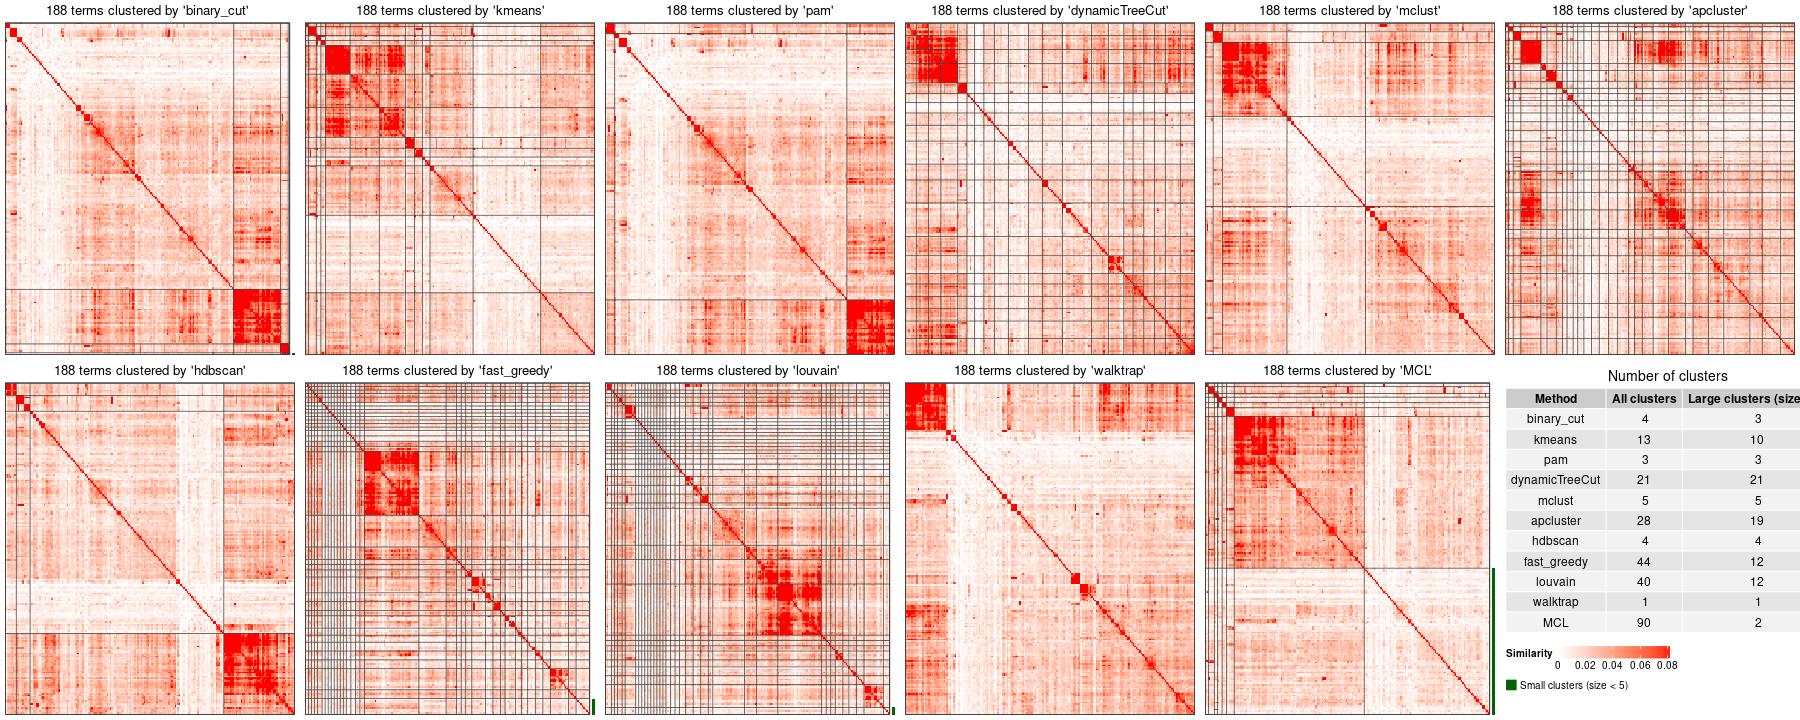 188 terms clustered by 'binary_cut'
188 terms clustered by 'kmeans'
188 terms clustered by 'pam'
188 terms clustered by 'dynamicTreeCut'
188 terms clustered by 'mclust'
188 terms clustered by 'apcluster'
188 terms clustered by 'hdbscan'
188 terms clustered by 'fast_greedy'
188 terms clustered by 'louvain'
188 terms clustered by 'walktrap'
188 terms clustered by 'MCL'
Number of clusters
Method All clusters Large clusters (size
binary_cut 4 3
kmeans 13 10
pam 3 3
dynamicTreeCut 21 21
mclust 5 5
apcluster 28 19
hdbscan 4 4
fast_greedy 44 12
louvain 40 12
walktrap 1 1
MCL 90 2
Similarity
0 0.02 0.04 0.06 0.08
Small clusters (size < 5)